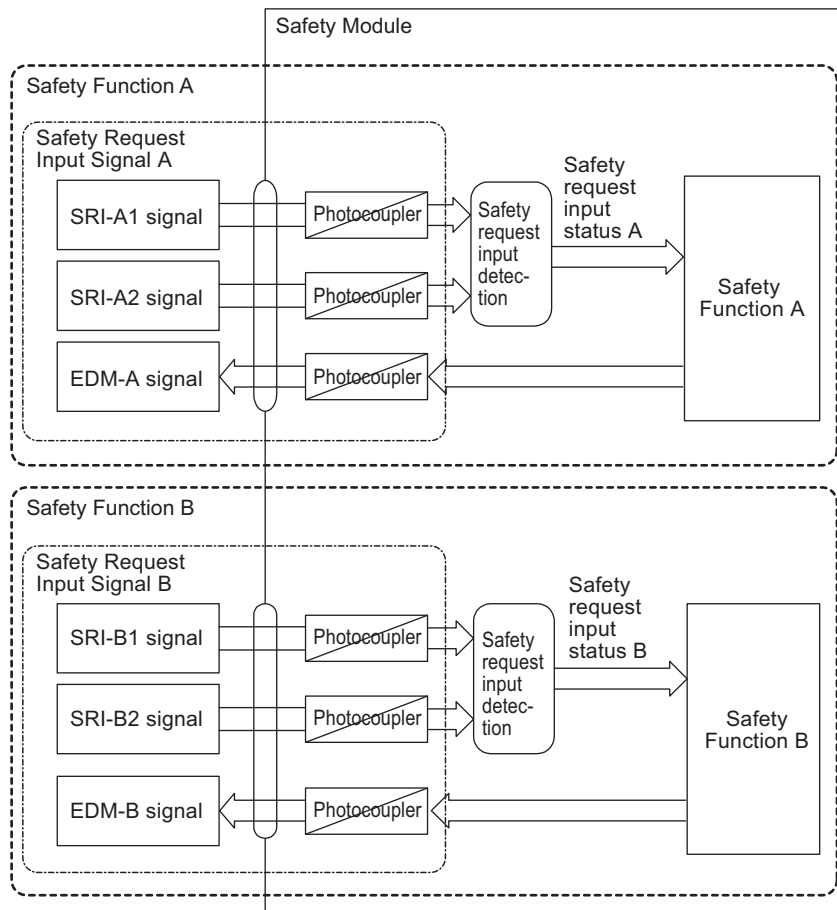 Safety Module
Safety Function A
Safety Request
Input Signal A
SRI-A1 signal
Photocoupler
SRI-A2 signal
Photocoupler
EDM-A signal
Photocoupler
Safety
request
input
detec-
tion
Safety
request
input
status A
Safety
Function A
Safety Function B
Safety Request
Input Signal B
SRI-B1 signal
Photocoupler
SRI-B2 signal
Photocoupler
EDM-B signal
Photocoupler
Safety
request
input
detec-
tion
Safety
request
input
status B
Safety
Function B